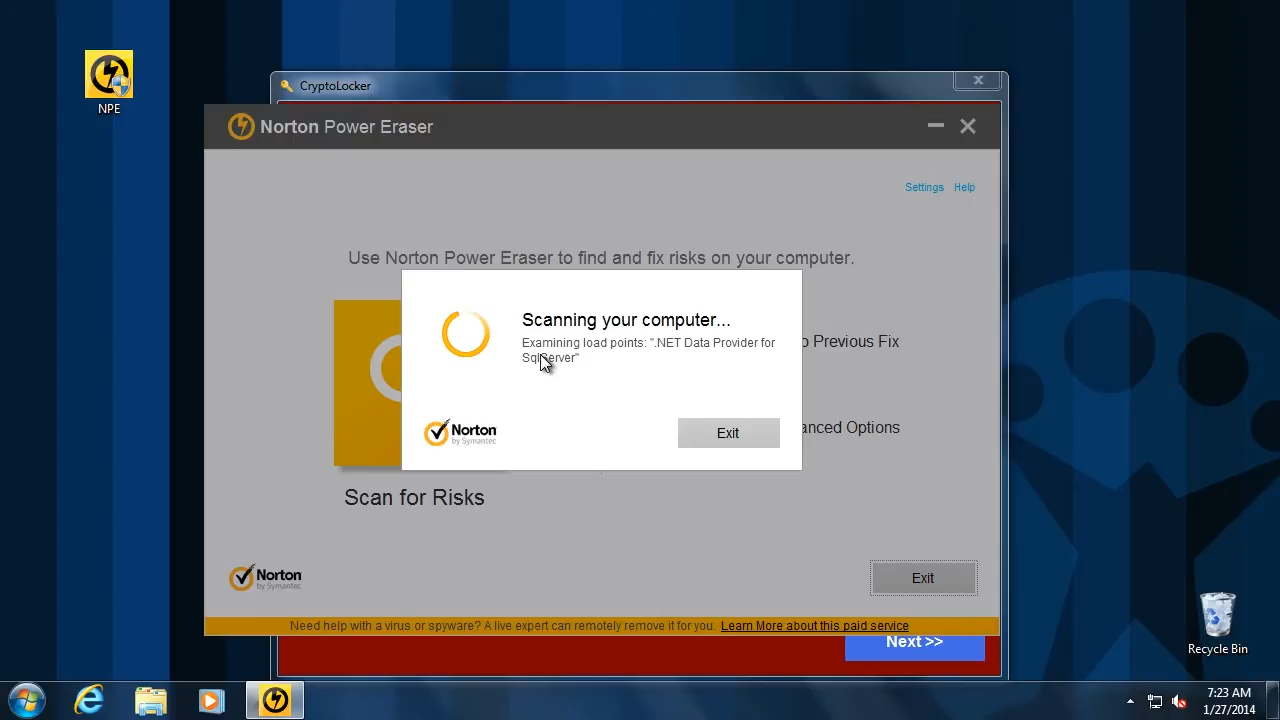 NPE
CryptoLocker
Norton Power Eraser
Settings Help
Use Norton Power Eraser to find and fix risks on your computer.
Scanning your computer...
Examining load points: ".NET Data Provider for
SqlServer"
Previous Fix
Options
Norton
by Symantec
Exit
Scan for Risks
Norton
by Symantec
Exit
Need help with a virus or spyware? A live expert can remotely remove it for you. Learn More about this paid service
Next >>
Recycle Bin
7:23 AM
1/27/2014